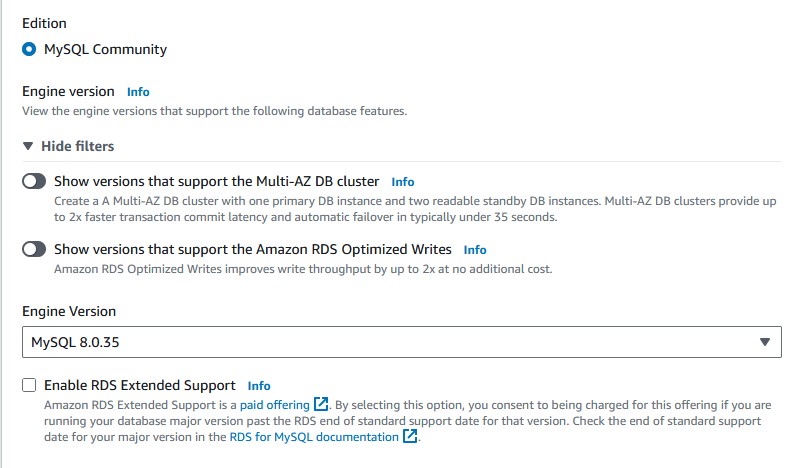 Edition
MySQL Community
Engine version Info
View the engine versions that support the following database features.
Hide filters
Show versions that support the Multi-AZ DB cluster Info
Create a A Multi-AZ DB cluster with one primary DB instance and two readable standby DB instances. Multi-AZ DB clusters provide up
to 2x faster transaction commit latency and automatic failover in typically under 35 seconds.
Show versions that support the Amazon RDS Optimized Writes Info
Amazon RDS Optimized Writes improves write throughput by up to 2x at no additional cost.
Engine Version
MySQL 8.0.35
Enable RDS Extended Support Info
Amazon RDS Extended Support is a paid offering. By selecting this option, you consent to being charged for this offering if you are
running your database major version past the RDS end of standard support date for that version. Check the end of standard support
date for your major version in the RDS for MySQL documentation.